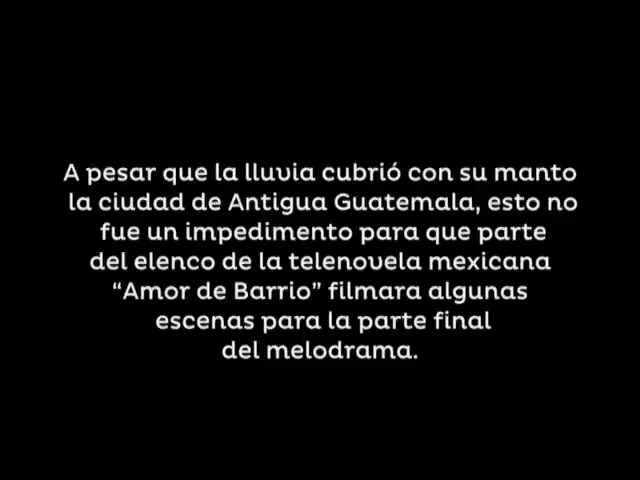 A pesar que la lluvia cubrió con su manto
la ciudad de Antigua Guatemala, esto no
fue un impedimento para que parte
del elenco de la telenovela mexicana
“Amor de Barrio” filmara algunas
escenas para la parte final
del melodrama.